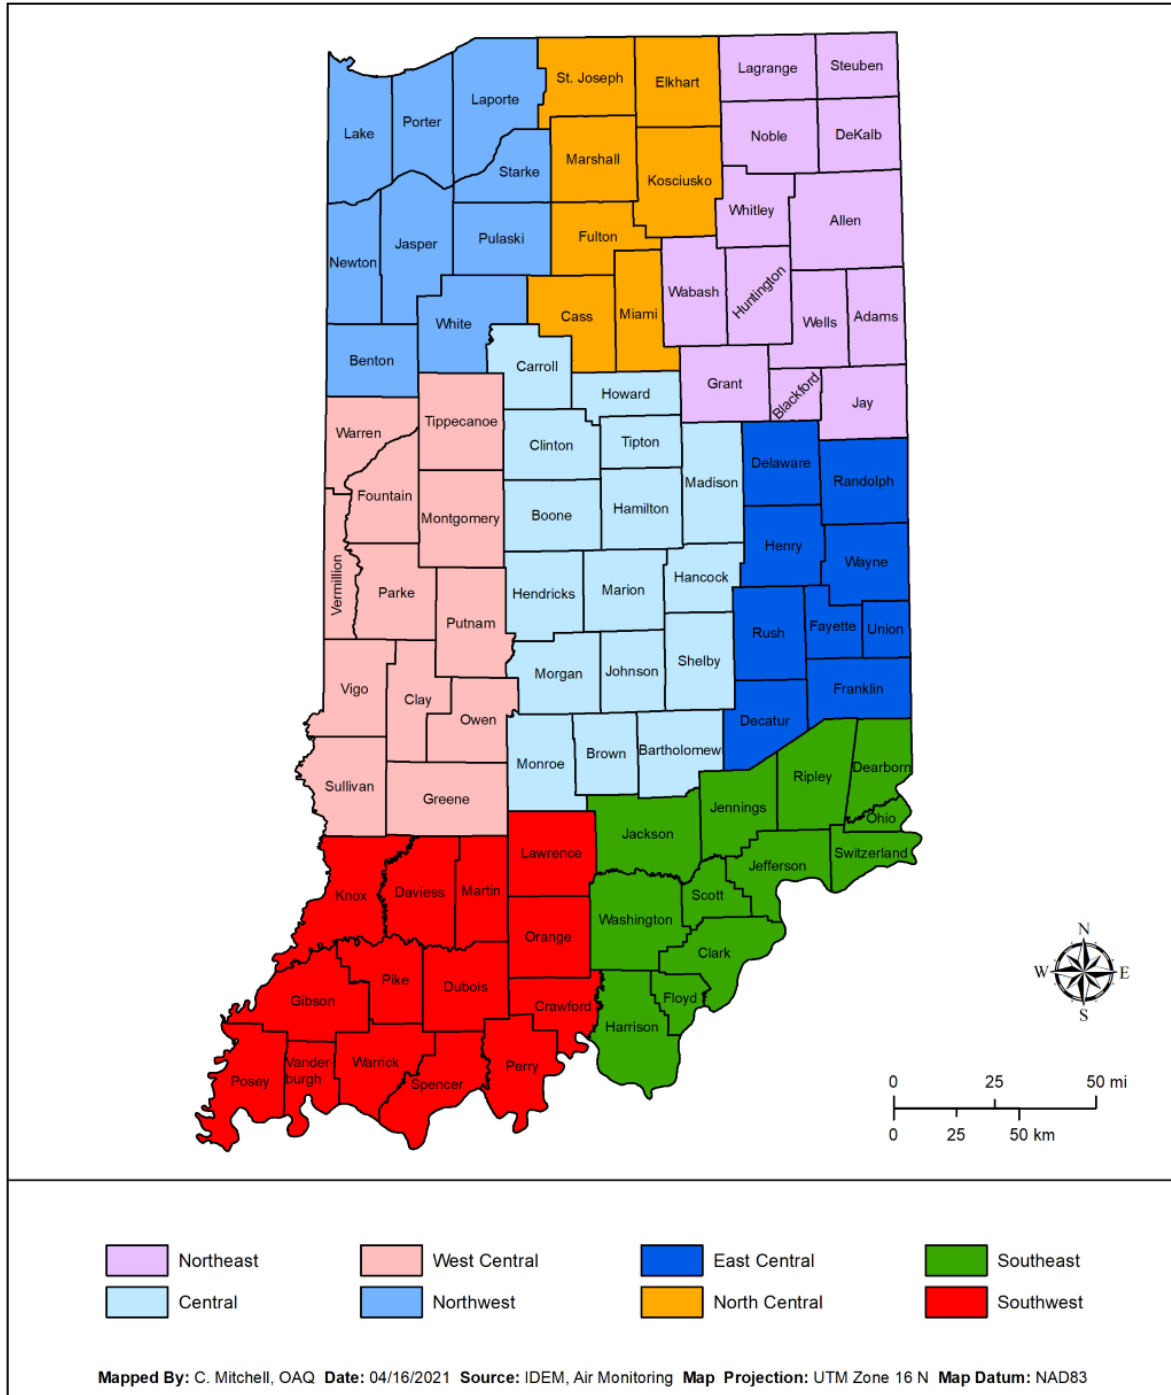 St. Joseph
Elkhart
Lagrange
Steuben
Laporte
Porter
Lake
Noble
DeKalb
Marshall
Starke
Kosciusko
Whitley
Allen
Fulton
Pulaski
Jasper
Newton
Wabash
Huntington
Miami
Cass
White
Wells
Adams
Benton
Carroll
Howard
Grant
Blackford
Jay
Tippecanoe
Warren
Clinton
Tipton
Delaware
Randolph
Madison
Fountain
Montgomery
Boone
Hamilton
Henry
Wayne
Vermillion
Parke
Hendricks
Marion
Hancock
Putnam
Rush
Fayette
Union
Morgan
Johnson
Shelby
Vigo
Clay
Owen
Franklin
Decatur
Monroe
Brown
Bartholomew
Dearborn
Ripley
Sullivan
Greene
Jennings
Ohio
Jackson
Lawrence
Jefferson
Switzerland
Knox
Daviess
Martin
Scott
Washington
Orange
Clark
Pike
Dubois
Gibson
Crawford
Floyd
Harrison
Posey
Vander-
burgh
Warrick
Spencer
Perry
N
W
E
S
0 25 50 mi
0 25 50 km
Northeast West Central East Central Southeast
Central Northwest North Central Southwest
Mapped By: C. Mitchell, OAQ Date: 04/16/2021 Source: IDEM, Air Monitoring Map Projection: UTM Zone 16 N Map Datum: NAD83